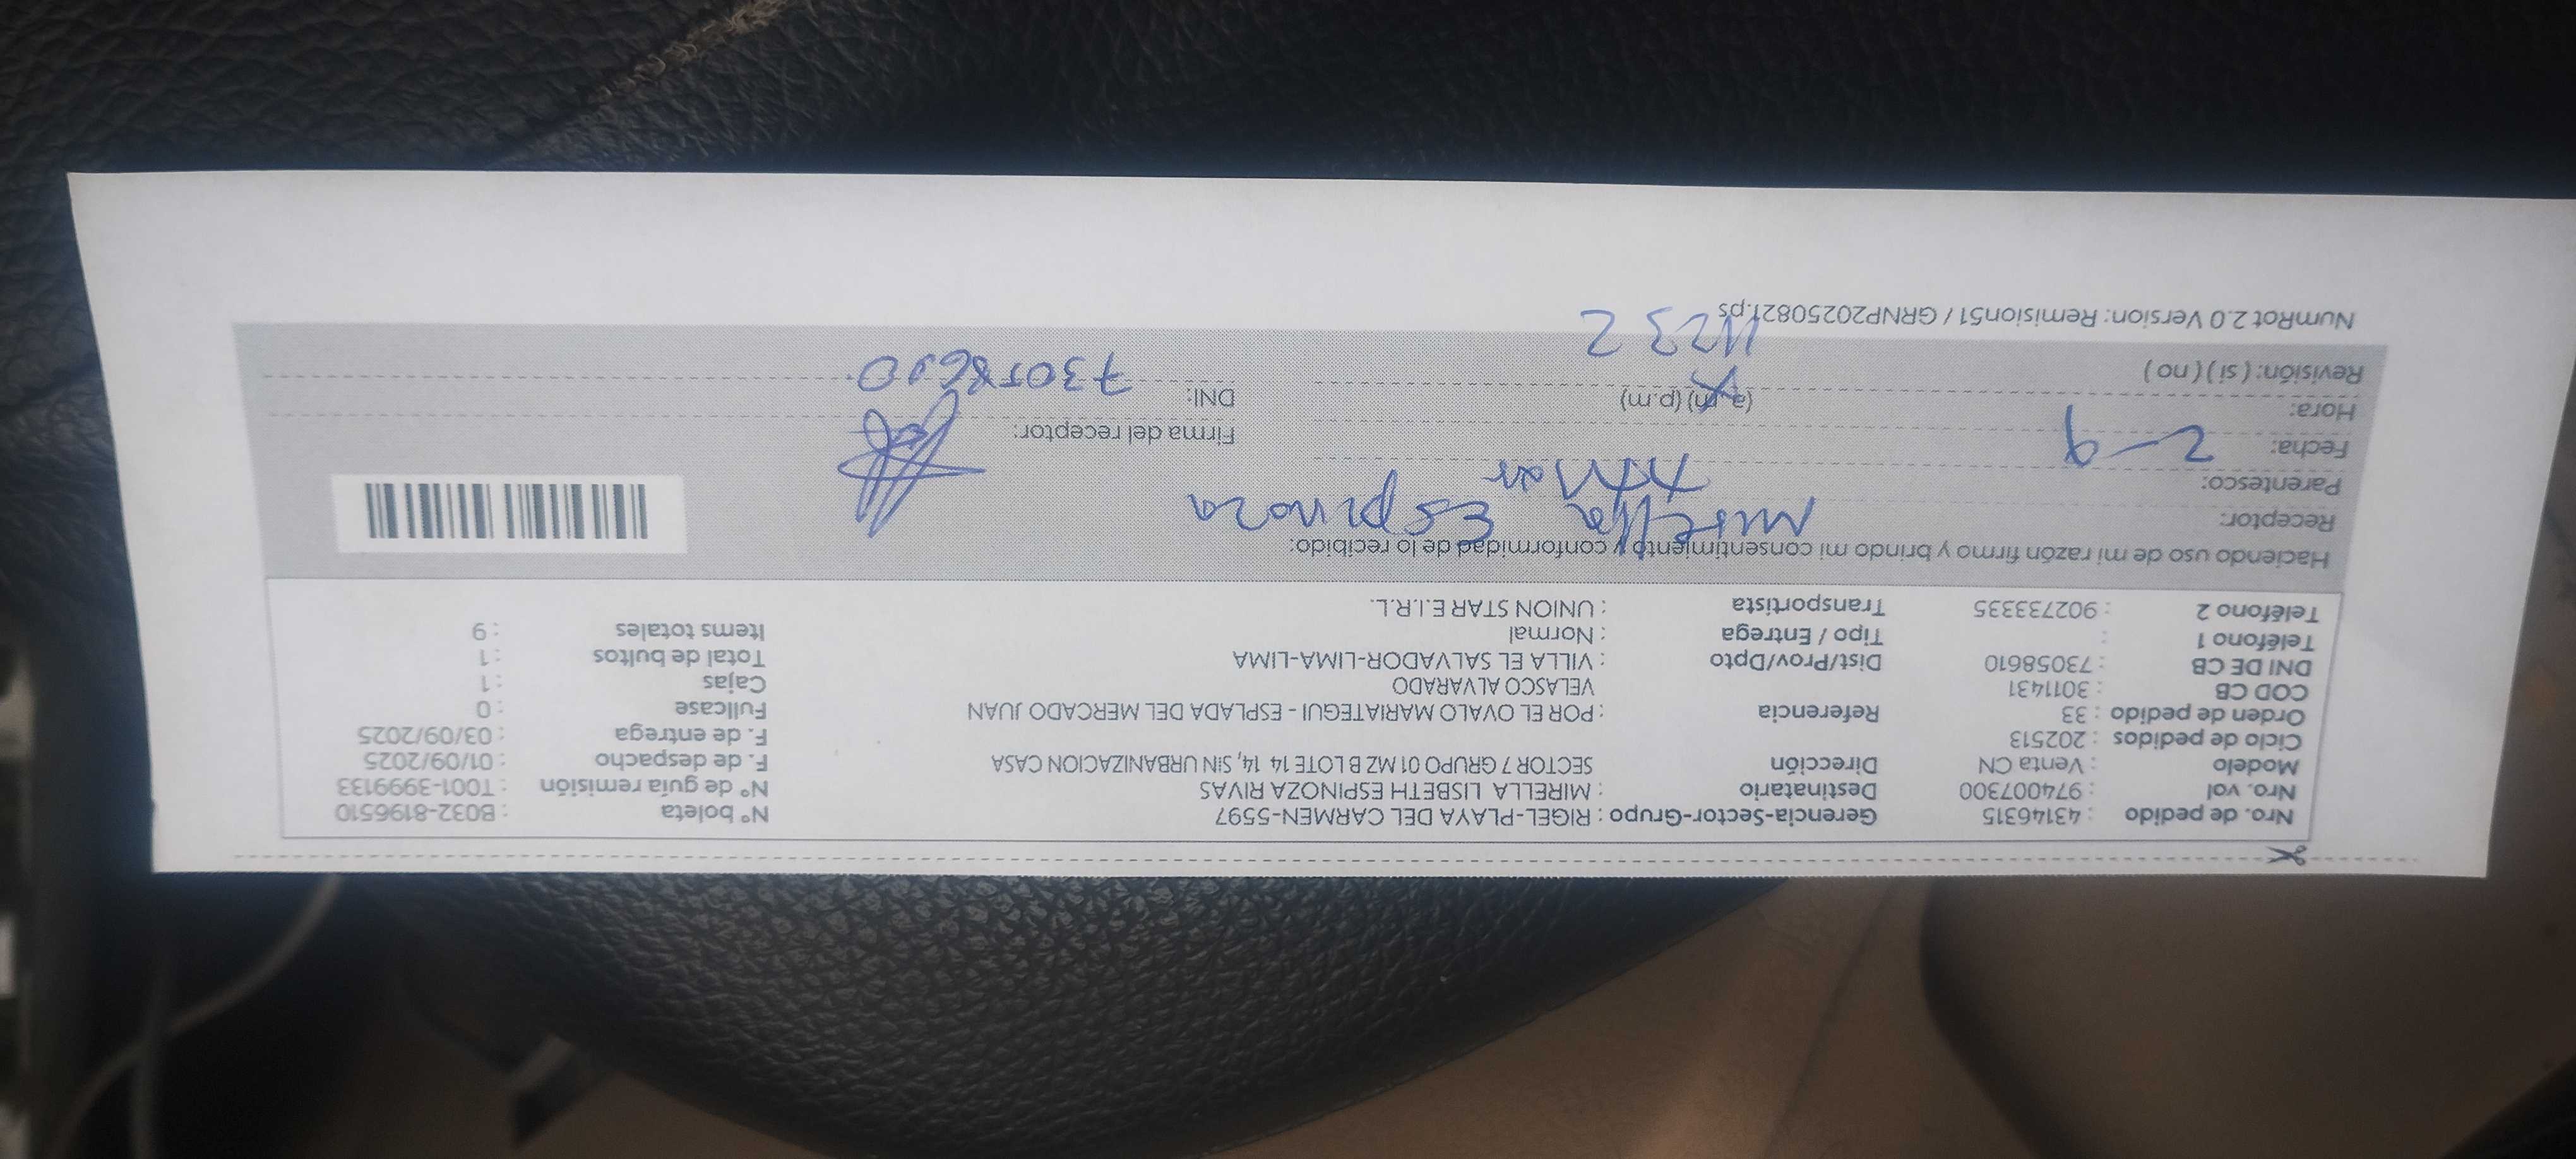 Nro. de pedido : 43146315 Gerencia-Sector-Grupo : RIGEL-PLAYA DEL CARMEN-5597 N° boleta : B032-8196510
Nro. vol : 974007300 Destinatario : MIRELLA LISBETH ESPINOZA RIVAS N° de guía remisión : T001-3999133
Modelo : Venta CN Dirección SECTOR 7 GRUPO 01 MZ B LOTE 14 14, SIN URBANIZACION CASA F. de despacho : 01/09/2025
Ciclo de pedidos : 202513 F. de entrega : 03/09/2025
Orden de pedido : 33 Referencia : POR EL OVALO MARIATEGUI - ESPLADA DEL MERCADO JUAN Fullcase : 0
COD CB : 3011431 VELASCO ALVARADO Cajas : 1
DNI DE CB : 73058610 Dist/Prov/Dpto : VILLA EL SALVADOR-LIMA-LIMA Total de bultos : 1
Teléfono 1 : Tipo / Entrega : Normal Items totales : 9
Teléfono 2 : 902733335 Transportista : UNION STAR E.I.R.L.
Haciendo uso de mi razón firmo y brindo mi consentimiento y conformidad de lo recibido:
Receptor: Mirella Espinoza
Parentesco:
Fecha: 2-9 Firma del receptor:
Hora: (a.m) (p.m) DNI: 73058610
Revisión: ( si ) ( no )
NumRot 2.0 Version: Remision51 / GRNP20250821.ps